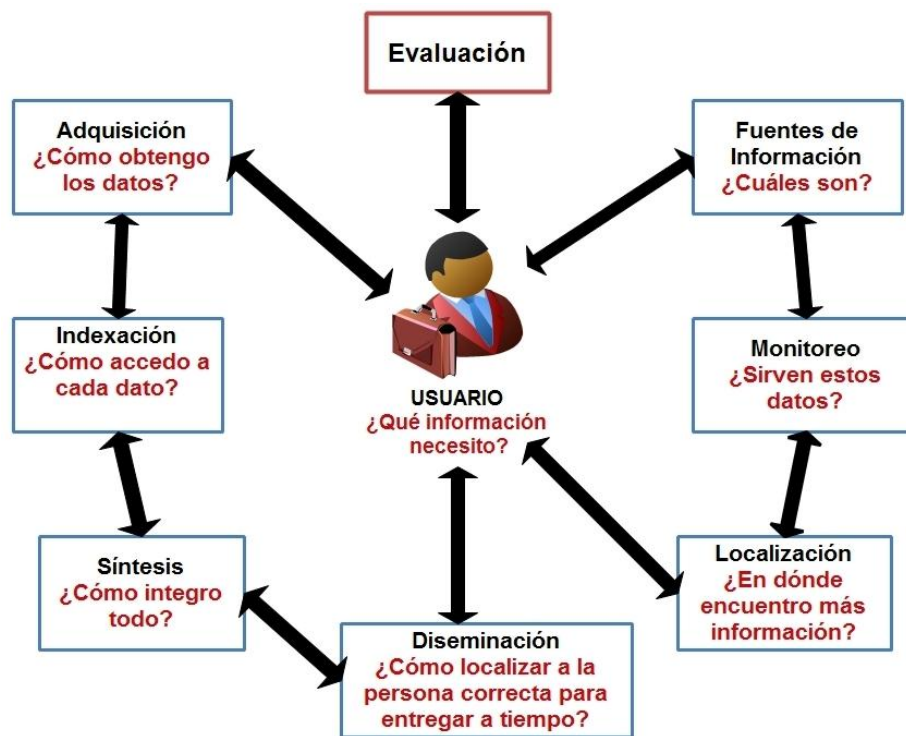 Evaluación
Adquisición
¿Cómo obtengo
los datos?
Fuentes de
Información
¿Cuáles son?
Indexación
¿Cómo accedo a
cada dato?
USUARIO
¿Qué información
necesito?
Monitoreo
¿Sirven estos
datos?
Síntesis
¿Cómo integro
todo?
Diseminación
¿Cómo localizar a la
persona correcta para
entregar a tiempo?
Localización
¿En dónde
encuentro más
información?